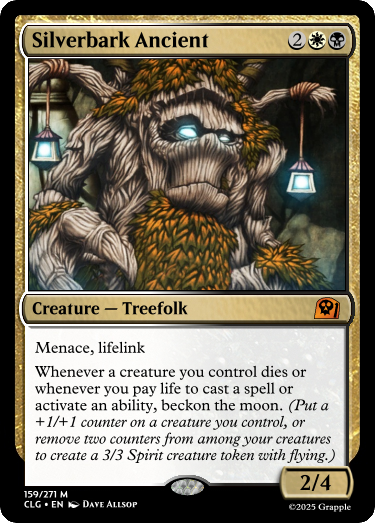 Silverbark Ancient 2
Creature — Treefolk
Menace, lifelink
Whenever a creature you control dies or
whenever you pay life to cast a spell or
activate an ability, beckon the moon. (Put a
+1/+1 counter on a creature you control, or
remove two counters from among your creatures
to create a 3/3 Spirit creature token with flying.)
2/4
159/271 M
CLG • EN Dave Allsop
©2025 Grapple